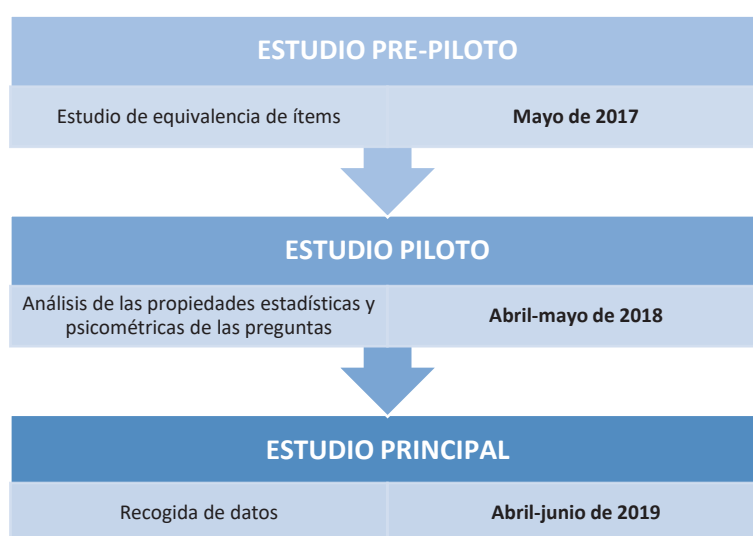 ESTUDIO PRE-PILOTO
Estudio de equivalencia de ítems
Mayo de 2017
ESTUDIO PILOTO
Análisis de las propiedades estadísticas y
psicométricas de las preguntas
Abril-mayo de 2018
ESTUDIO PRINCIPAL
Recogida de datos
Abril-junio de 2019